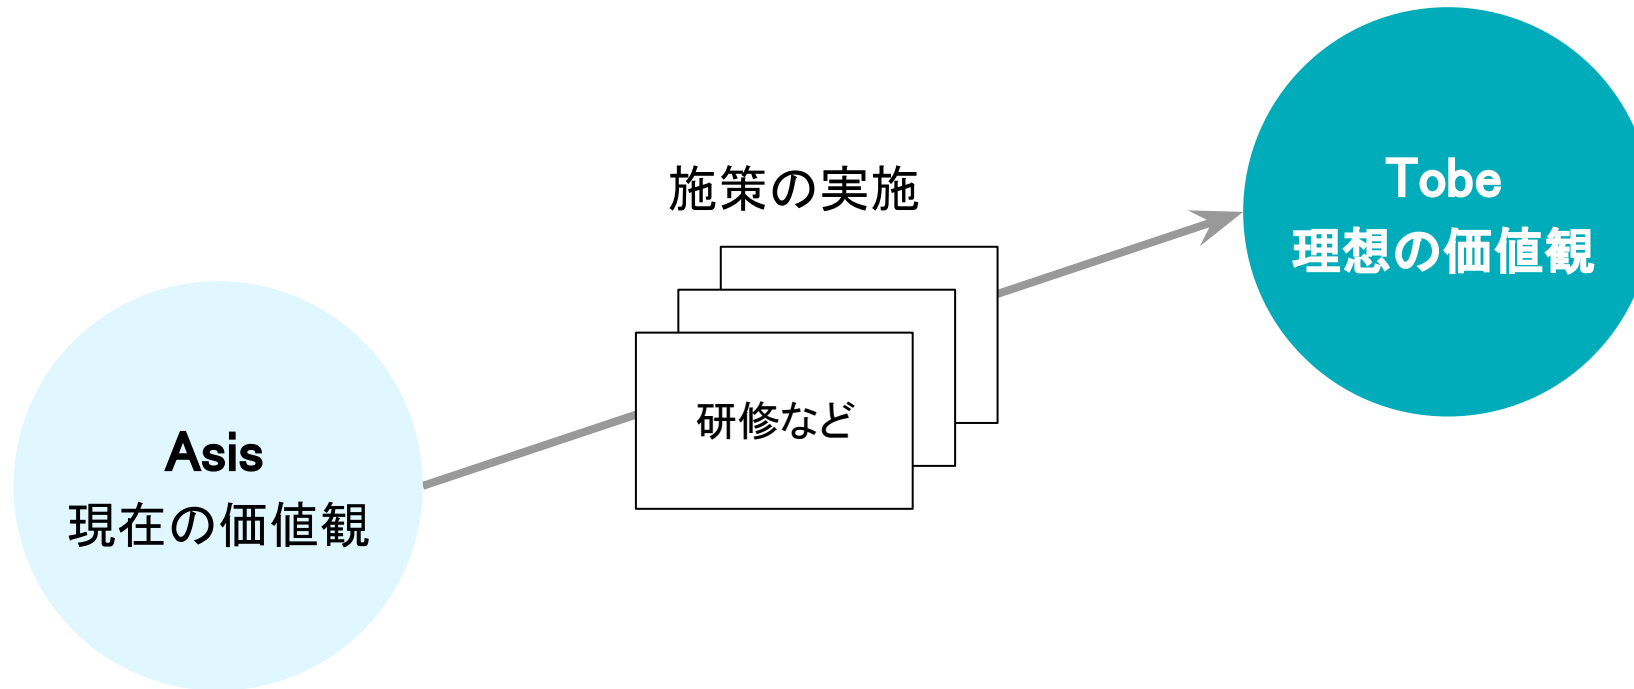 施策の実施
Tobe
理想の価値観
研修など
Asis
現在の価値観